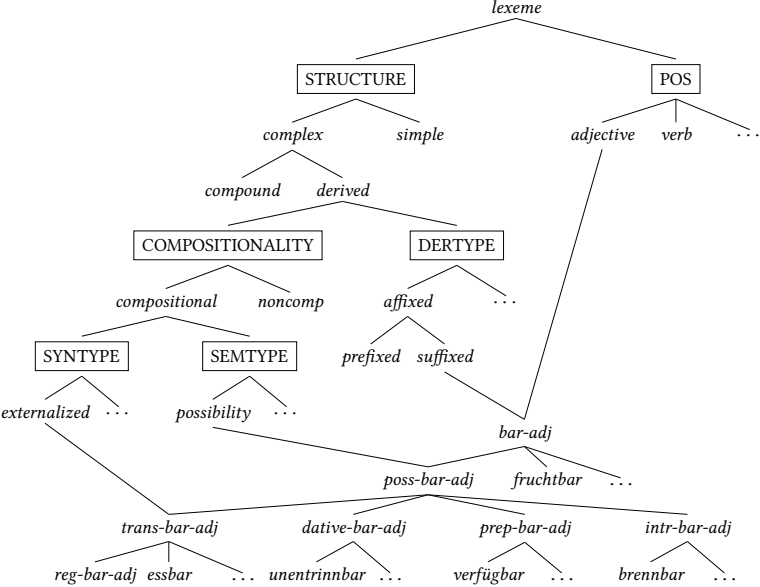 lexeme
STRUCTURE POS
complex simple adjective verb ...
compound derived
COMPOSITIONALITY DERTYPE
compositional noncomp affixed ...
SYNTYPE SEMTYPE prefixed suffixed
externalized ... possibility ...
bar-adj
poss-bar-adj fruchtbar ...
trans-bar-adj dative-bar-adj prep-bar-adj intr-bar-adj
reg-bar-adj essbar ... unentrinnbar ... verfügbar ... brennbar ...